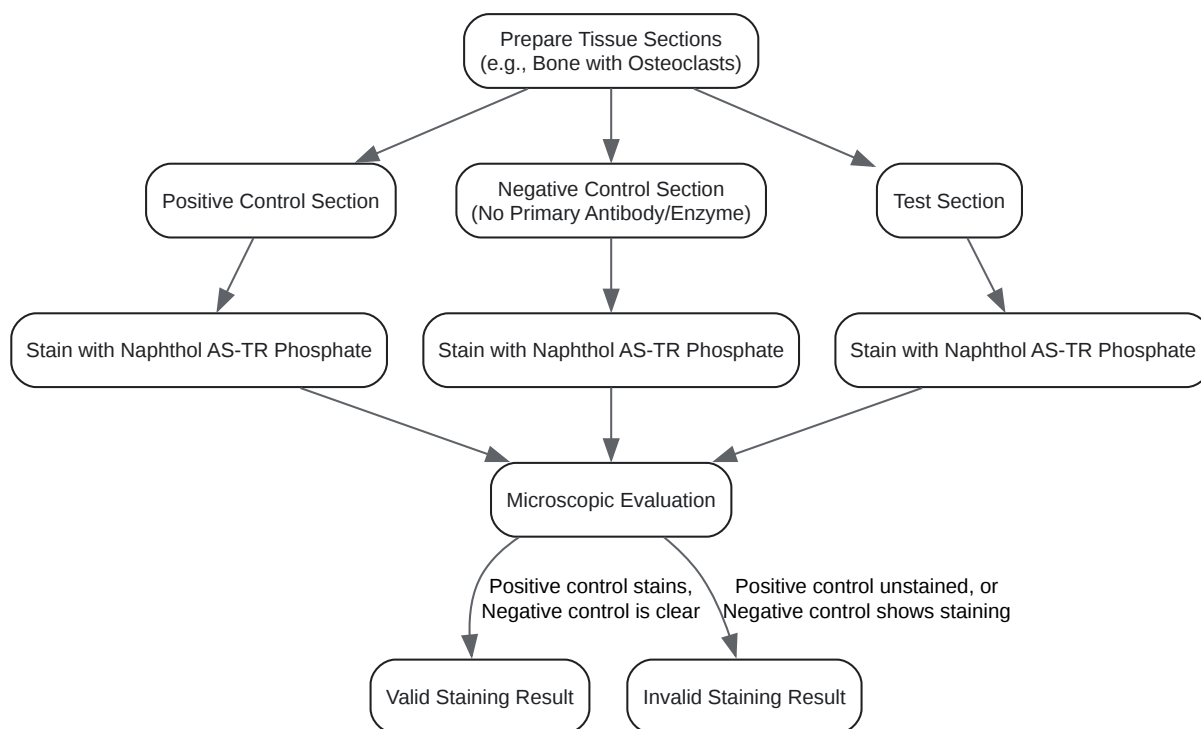 Prepare Tissue Sections
(e.g., Bone with Osteoclasts)
Positive Control Section
Negative Control Section
(No Primary Antibody/Enzyme)
Test Section
Stain with Naphthol AS-TR Phosphate
Stain with Naphthol AS-TR Phosphate
Stain with Naphthol AS-TR Phosphate
Microscopic Evaluation
Positive control stains,
Negative control is clear
Positive control unstained, or
Negative control shows staining
Valid Staining Result
Invalid Staining Result